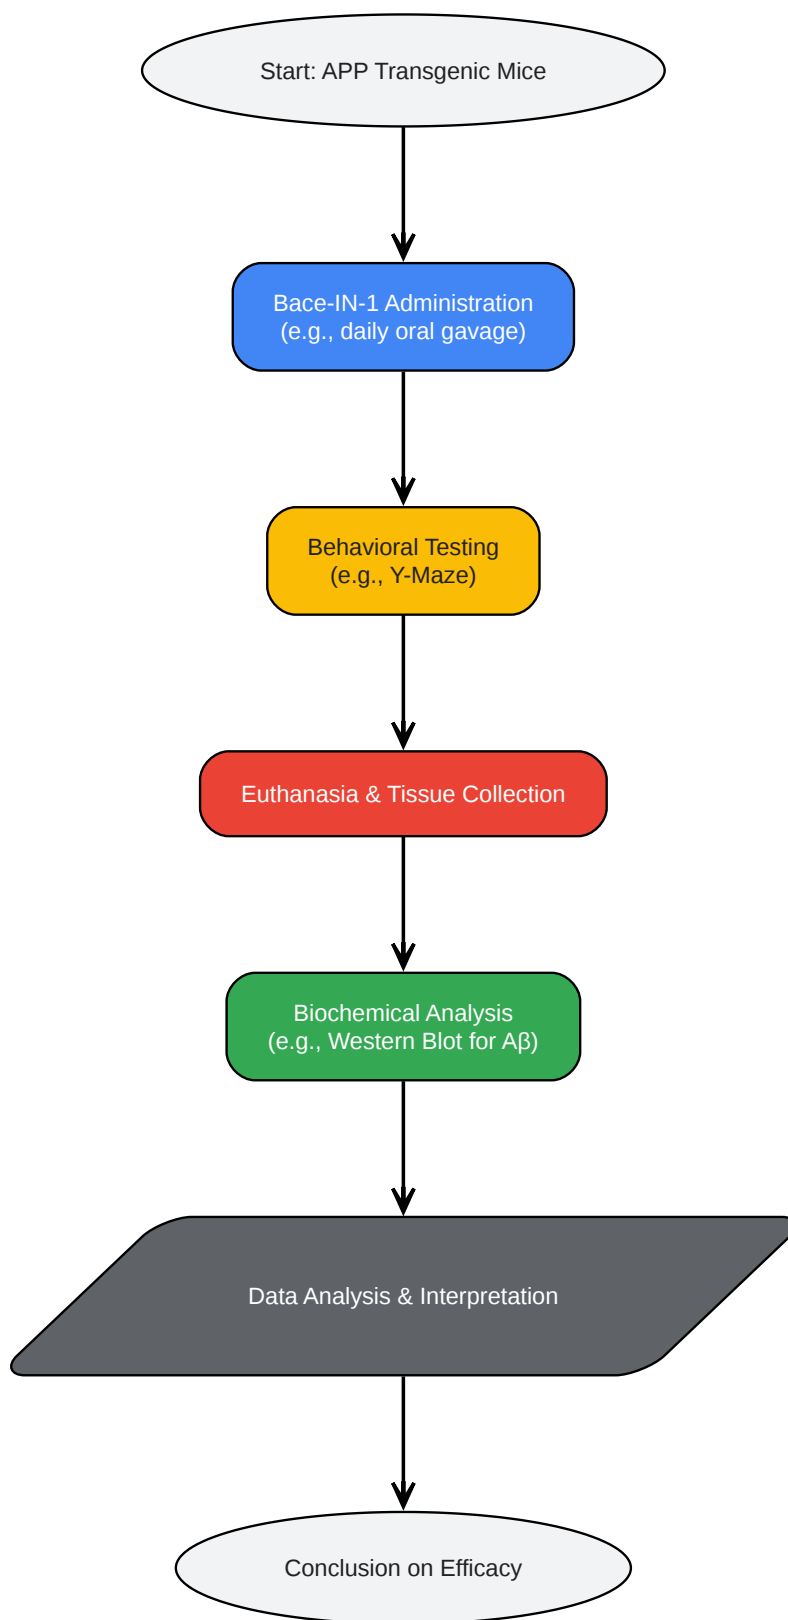 Start: APP Transgenic Mice
Bace-IN-1 Administration
(e.g., daily oral gavage)
Behavioral Testing
(e.g., Y-Maze)
Euthanasia & Tissue Collection
Biochemical Analysis
(e.g., Western Blot for Aβ)
Data Analysis & Interpretation
Conclusion on Efficacy